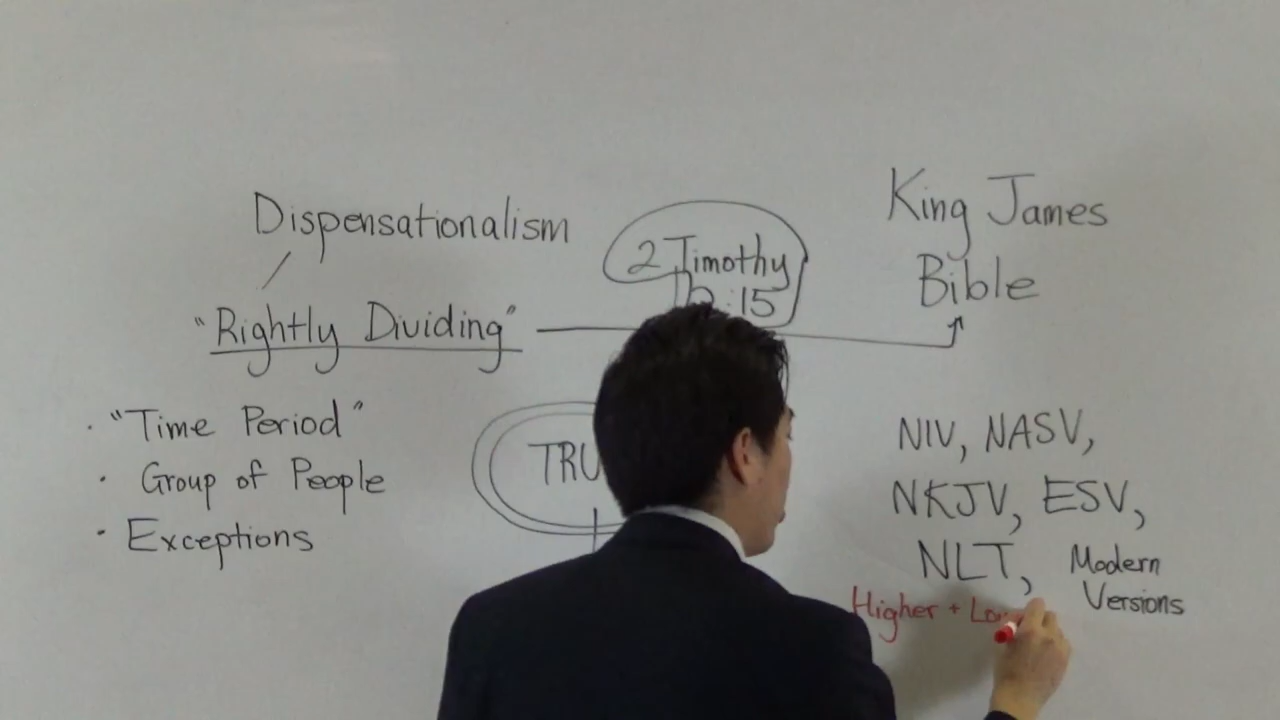 Dispensationalism
"Rightly Dividing"
· "Time Period"
· Group of People
· Exceptions
2 Timothy
:15
TRU
King James
Bible
NIV, NASV,
NKJV, ESV,
NLT, Modern
Versions
Higher +